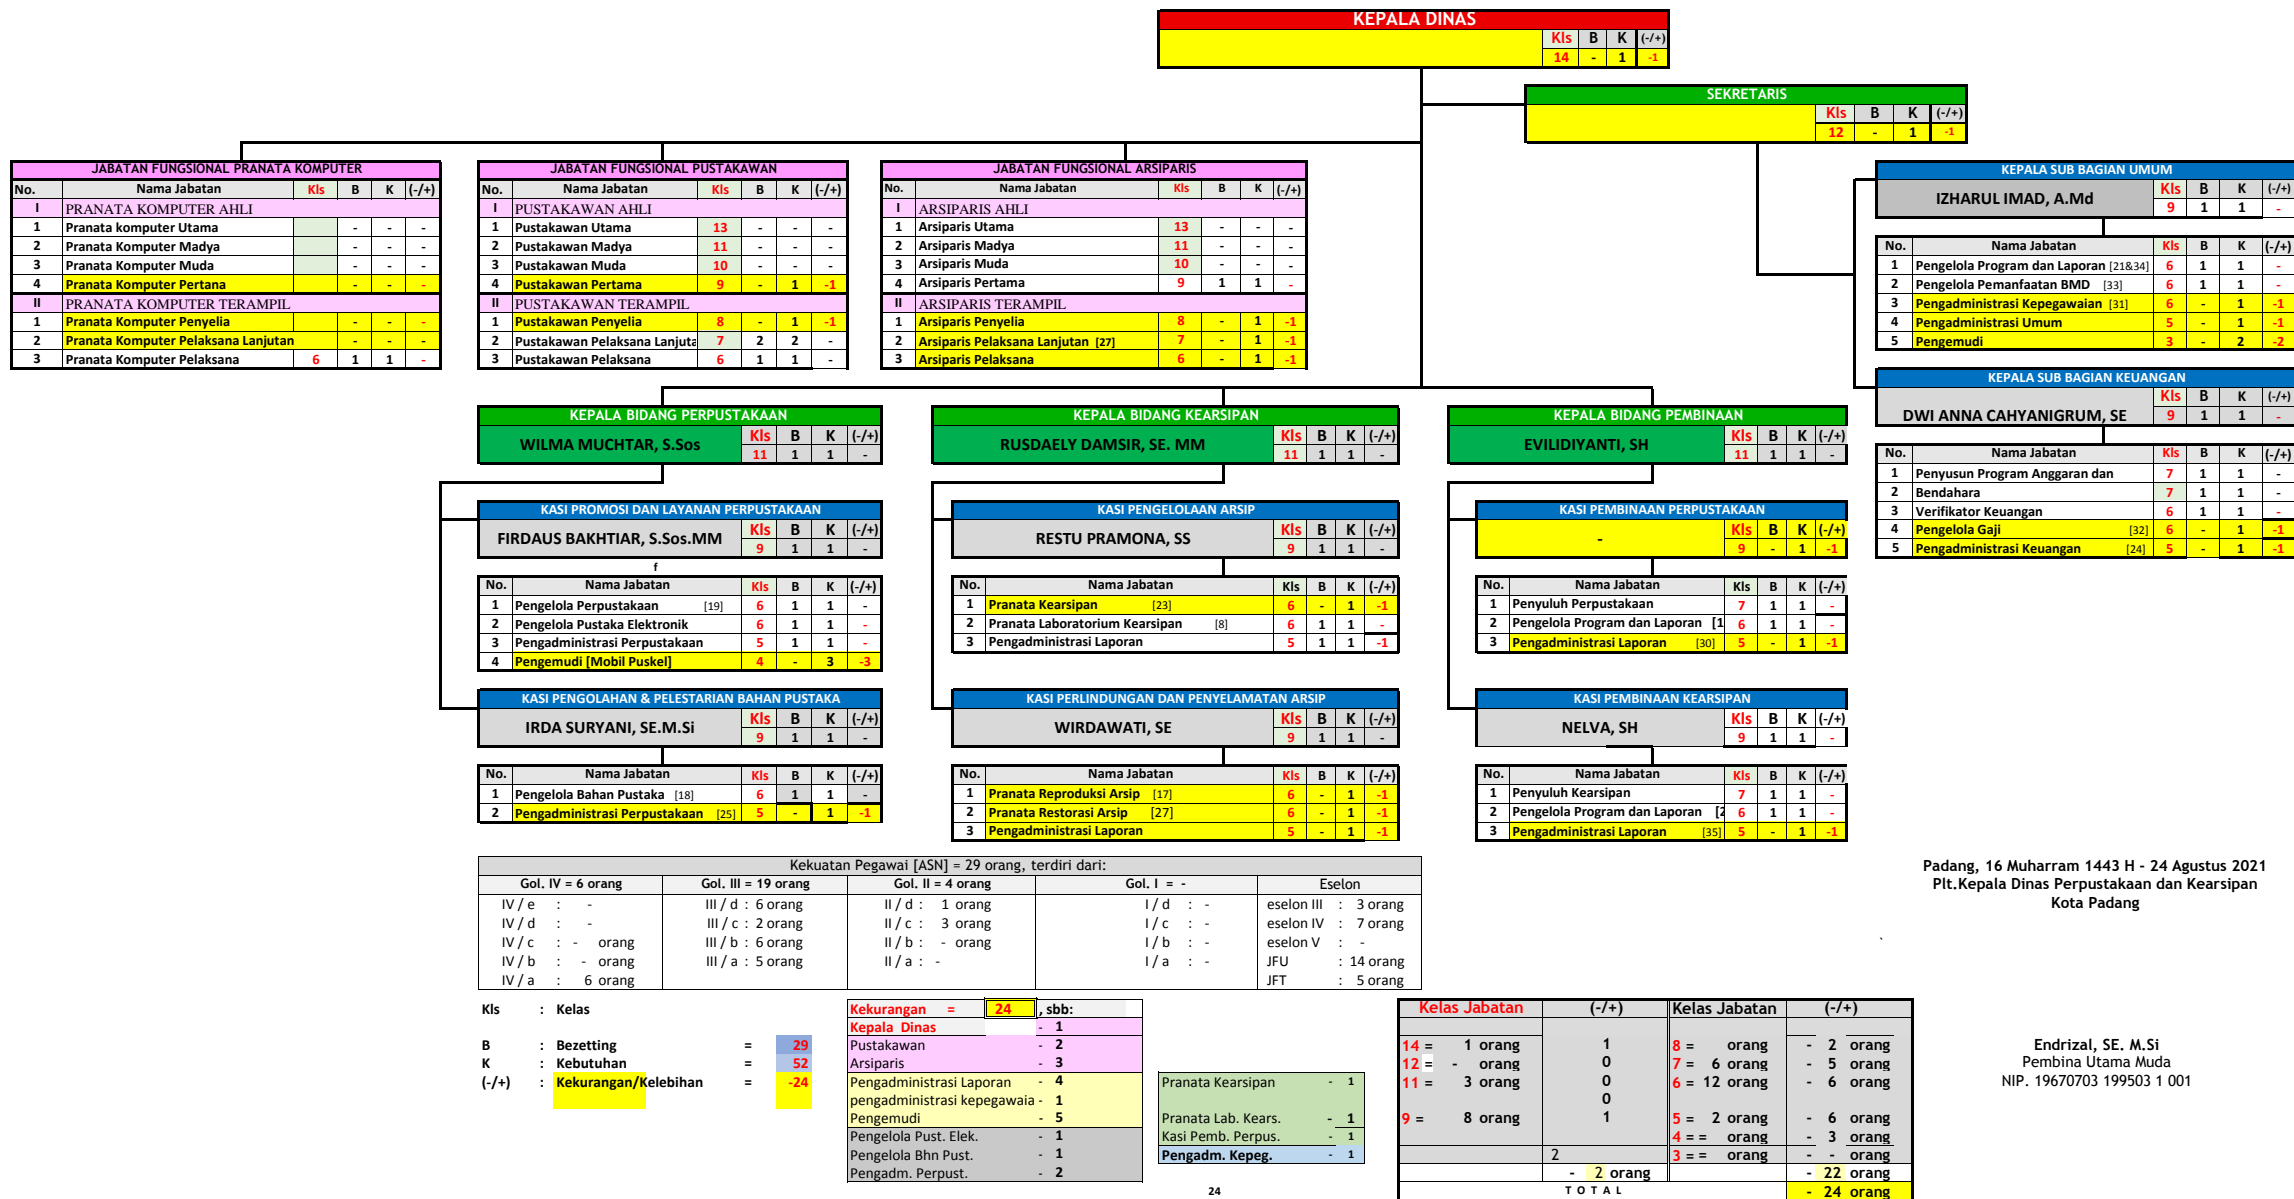 KEPALA DINAS
Kls B K (-/+)
14 - 1 -1
SEKRETARIS
Kls B K (-/+)
12 - 1 -1
JABATAN FUNGSIONAL PRANATA KOMPUTER
No. Nama Jabatan Kls B K (-/+)
I PRANATA KOMPUTER AHLI
1 Pranata komputer Utama - - -
2 Pranata Komputer Madya - - -
3 Pranata Komputer Muda - - -
4 Pranata Komputer Pertana - - -
II PRANATA KOMPUTER TERAMPIL
1 Pranata Komputer Penyelia - - -
2 Pranata Komputer Pelaksana Lanjutan - - -
3 Pranata Komputer Pelaksana 6 1 1 -
JABATAN FUNGSIONAL PUSTAKAWAN
No. Nama Jabatan Kls B K (-/+)
I PUSTAKAWAN AHLI
1 Pustakawan Utama 13 - - -
2 Pustakawan Madya 11 - - -
3 Pustakawan Muda 10 - - -
4 Pustakawan Pertama 9 - 1 -1
II PUSTAKAWAN TERAMPIL
1 Pustakawan Penyelia 8 - 1 -1
2 Pustakawan Pelaksana Lanjuta 7 2 2 -
3 Pustakawan Pelaksana 6 1 1 -
JABATAN FUNGSIONAL ARSIPARIS
No. Nama Jabatan Kls B K (-/+)
I ARSIPARIS AHLI
1 Arsiparis Utama 13 - - -
2 Arsiparis Madya 11 - - -
3 Arsiparis Muda 10 - - -
4 Arsiparis Pertama 9 1 1 -
II ARSIPARIS TERAMPIL
1 Arsiparis Penyelia 8 - 1 -1
2 Arsiparis Pelaksana Lanjutan [27] 7 - 1 -1
3 Arsiparis Pelaksana 6 - 1 -1
KEPALA SUB BAGIAN UMUM
IZHARUL IMAD, A.Md Kls B K (-/+)
9 1 1 -
No. Nama Jabatan Kls B K (-/+)
1 Pengelola Program dan Laporan [21&34) 6 1 1 -
2 Pengelola Pemanfaatan BMD [33] 6 1 1 -
3 Pengadministrasi Kepegawaian [31] 6 - 1 -1
4 Pengadministrasi Umum 5 - 1 -1
5 Pengemudi 3 - 2 -2
KEPALA SUB BAGIAN KEUANGAN
DWI ANNA CAHYANIGRUM, SE Kls B K (-/+)
9 1 1 -
No. Nama Jabatan Kls B K (-/+)
1 Penyusun Program Anggaran dan 7 1 1 -
2 Bendahara 7 1 1 -
3 Verifikator Keuangan 6 1 1 -
4 Pengelola Gaji [32] 6 - 1 -1
5 Pengadministrasi Keuangan [24] 5 - 1 -1
KEPALA BIDANG PERPUSTAKAAN
WILMA MUCHTAR, S.Sos Kls B K (-/+)
11 1 1 -
KASI PROMOSI DAN LAYANAN PERPUSTAKAAN
FIRDAUS BAKHTIAR, S.Sos.MM Kls B K (-/+)
9 1 1 -
f
No. Nama Jabatan Kls B K (-/+)
1 Pengelola Perpustakaan [19] 6 1 1 -
2 Pengelola Pustaka Elektronik 6 1 1 -
3 Pengadministrasi Perpustakaan 5 1 1 -
4 Pengemudi [Mobil Puskel] 4 - 3 -3
KASI PENGOLAHAN & PELESTARIAN BAHAN PUSTAKA
IRDA SURYANI, SE.M.Si Kls B K (-/+)
9 1 1 -
No. Nama Jabatan Kls B K (-/+)
1 Pengelola Bahan Pustaka [18] 6 1 1 -
2 Pengadministrasi Perpustakaan [25] 5 - 1 -1
KEPALA BIDANG KEARSIPAN
RUSDAELY DAMSIR, SE. MM Kls B K (-/+)
11 1 1 -
KASI PENGELOLAAN ARSIP
RESTU PRAMONA, SS Kls B K (-/+)
9 1 1 -
No. Nama Jabatan Kls B K (-/+)
1 Pranata Kearsipan [23] 6 - 1 -1
2 Pranata Laboratorium Kearsipan [8] 6 1 1 -
3 Pengadministrasi Laporan 5 1 1 -1
KASI PERLINDUNGAN DAN PENYELAMATAN ARSIP
WIRDAWATI, SE Kls B K (-/+)
9 1 1 -
No. Nama Jabatan Kls B K (-/+)
1 Pranata Reproduksi Arsip [17] 6 - 1 -1
2 Pranata Restorasi Arsip [27] 6 - 1 -1
3 Pengadministrasi Laporan 5 - 1 -1
KEPALA BIDANG PEMBINAAN
EVILIDIYANTI, SH Kls B K (-/+)
11 1 1 -
KASI PEMBINAAN PERPUSTAKAAN
- Kls B K (-/+)
9 - 1 -1
No. Nama Jabatan Kls B K (-/+)
1 Penyuluh Perpustakaan 7 1 1 -
2 Pengelola Program dan Laporan [1 6 1 1 -
3 Pengadministrasi Laporan [30] 5 - 1 -1
KASI PEMBINAAN KEARSIPAN
NELVA, SH Kls B K (-/+)
9 1 1 -
No. Nama Jabatan Kls B K (-/+)
1 Penyuluh Kearsipan 7 1 1 -
2 Pengelola Program dan Laporan [2 6 1 1 -
3 Pengadministrasi Laporan [35] 5 - 1 -1
Kekuatan Pegawai [ASN] = 29 orang, terdiri dari:
Gol. IV = 6 orang Gol. III = 19 orang Gol. II = 4 orang Gol. I = - Eselon
IV / e : - III / d : 6 orang II / d : 1 orang I / d : - eselon III : 3 orang
IV / d : - III / c : 2 orang II / c : 3 orang I / c : - eselon IV : 7 orang
IV / c : - orang III / b : 6 orang II / b : - orang I / b : - eselon V : -
IV / b : - orang III / a : 5 orang II / a : - I / a : - JFU : 14 orang
IV / a : 6 orang JFT : 5 orang
Padang, 16 Muharram 1443 H - 24 Agustus 2021
Plt.Kepala Dinas Perpustakaan dan Kearsipan
Kota Padang
Endrizal, SE. M.Si
Pembina Utama Muda
NIP. 19670703 199503 1 001
Kls : Kelas
B : Bezetting = 29
K : Kebutuhan = 52
(-/+) : Kekurangan/Kelebihan = -24
Kekurangan = 24 , sbb:
Kepala Dinas - 1
Pustakawan - 2
Arsiparis - 3
Pengadministrasi Laporan - 4
pengadministrasi kepegawaia - 1
Pengemudi - 5
Pengelola Pust. Elek. - 1
Pengelola Bhn Pust. - 1
Pengadm. Perpust. - 2
Pranata Kearsipan - 1
Pranata Lab. Kears. - 1
Kasi Pemb. Perpus. - 1
Pengadm. Kepeg. - 1
24
Kelas Jabatan (-/+) Kelas Jabatan (-/+)
14 = 1 orang 1 8 = orang - 2 orang
12 = - orang 0 7 = 6 orang - 5 orang
11 = 3 orang 0 6 = 12 orang - 6 orang
0
9 = 8 orang 1 5 = 2 orang - 6 orang
4 = = orang - 3 orang
2 3 = = orang - - orang
- 2 orang - 22 orang
T O T A L - 24 orang